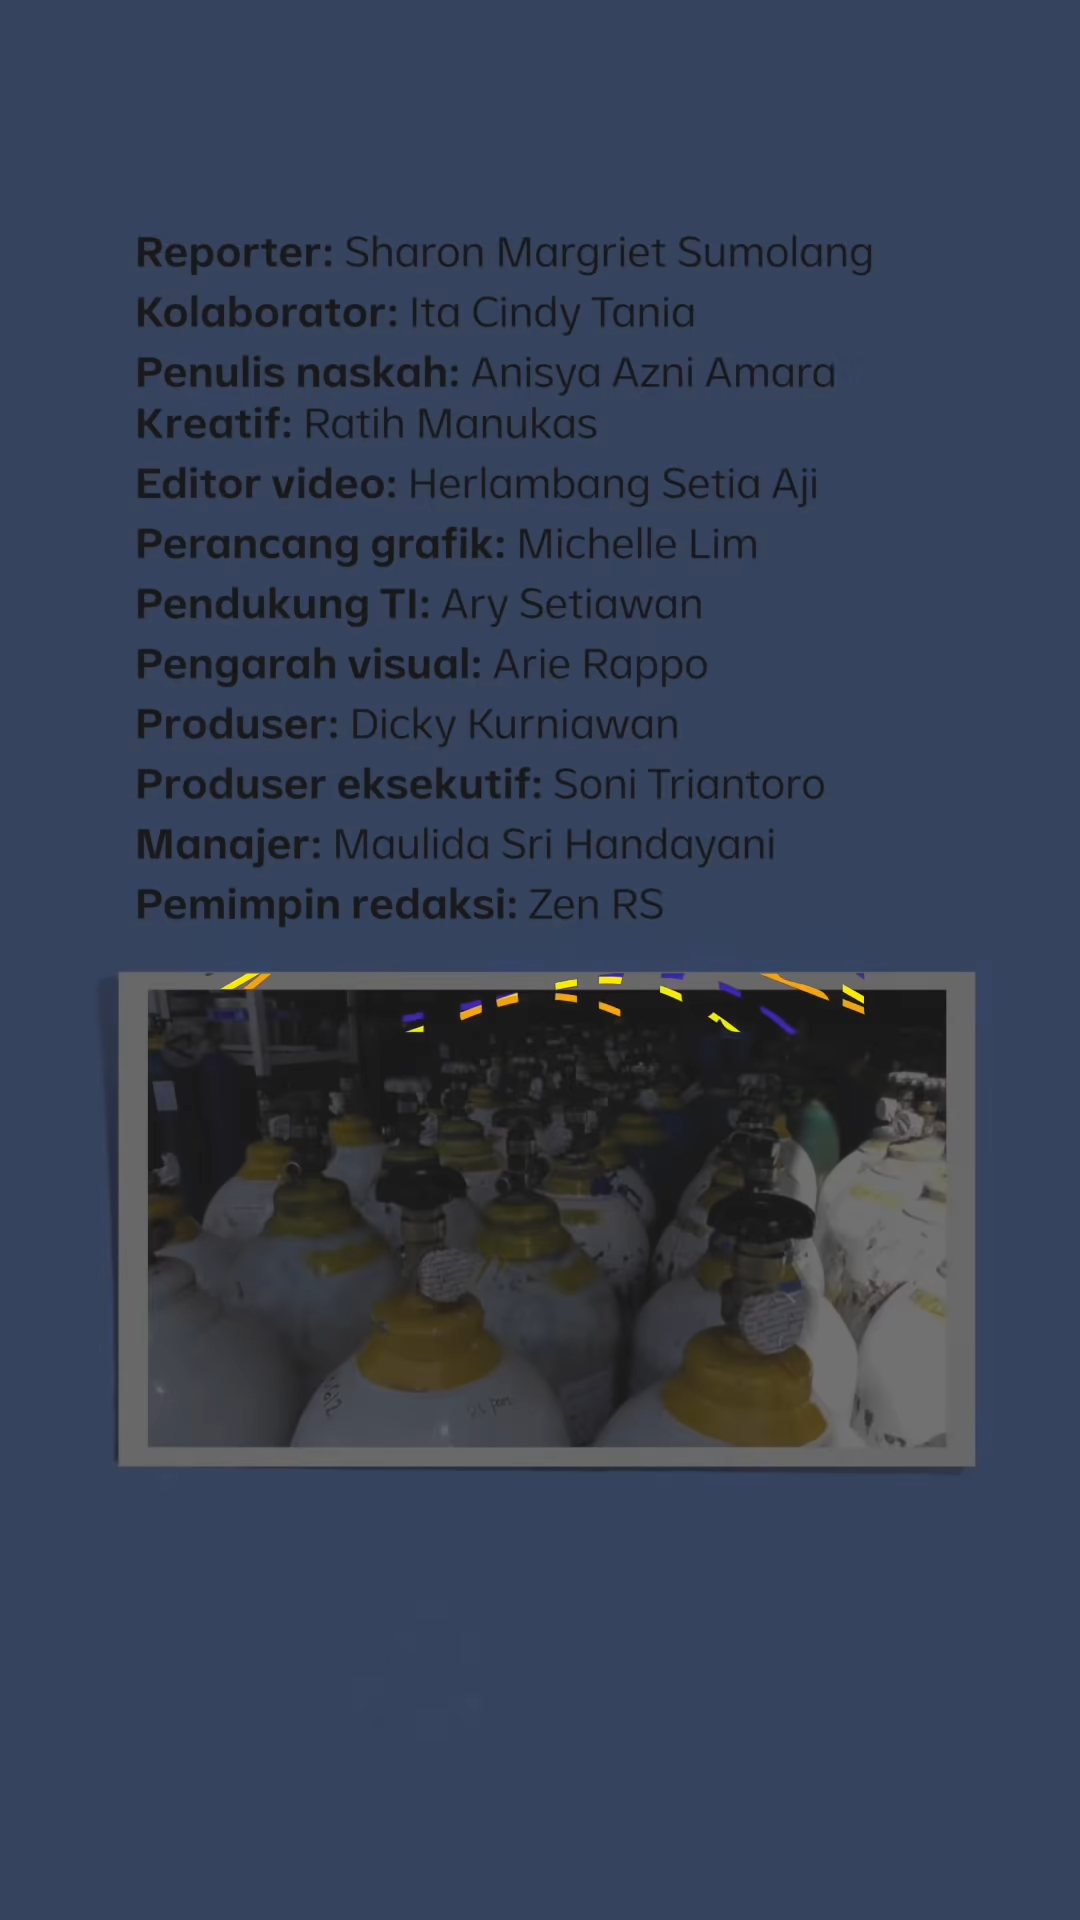 Reporter: Sharon Margriet Sumolang
Kolaborator: Ita Cindy Tania
Penulis naskah: Anisya Azni Amara
Kreatif: Ratih Manukas
Editor video: Herlambang Setia Aji
Perancang grafik: Michelle Lim
Pendukung TI: Ary Setiawan
Pengarah visual: Arie Rappo
Produser: Dicky Kurniawan
Produser eksekutif: Soni Triantoro
Manajer: Maulida Sri Handayani
Pemimpin redaksi: Zen RS